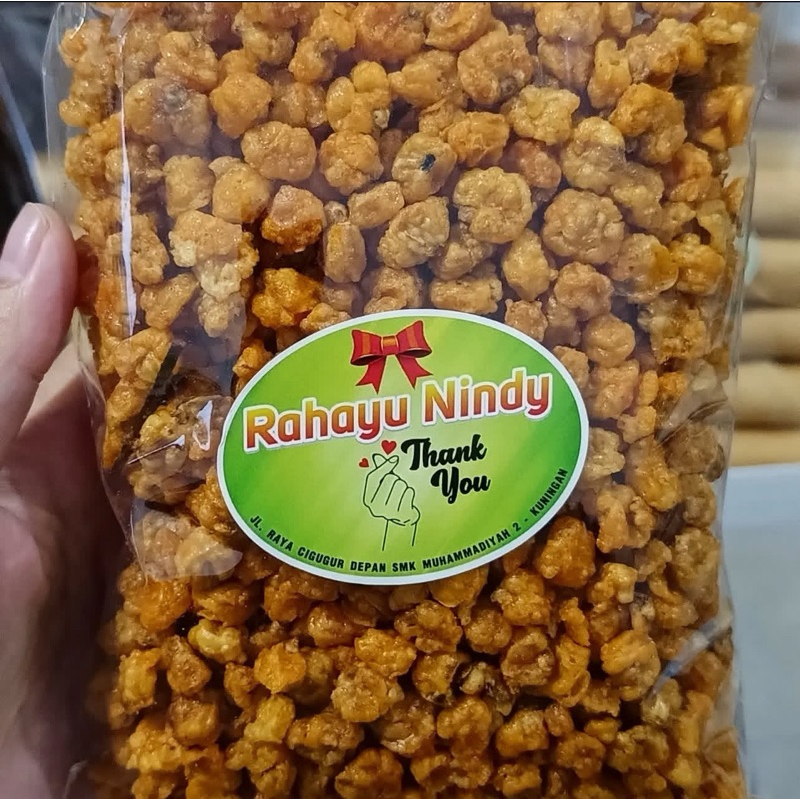 Rahayu Nindy
Thank
You
JL. RAYA CIGUGUR DEPAN SMK MUHAMMADIYAH 2 - KUNINGAN